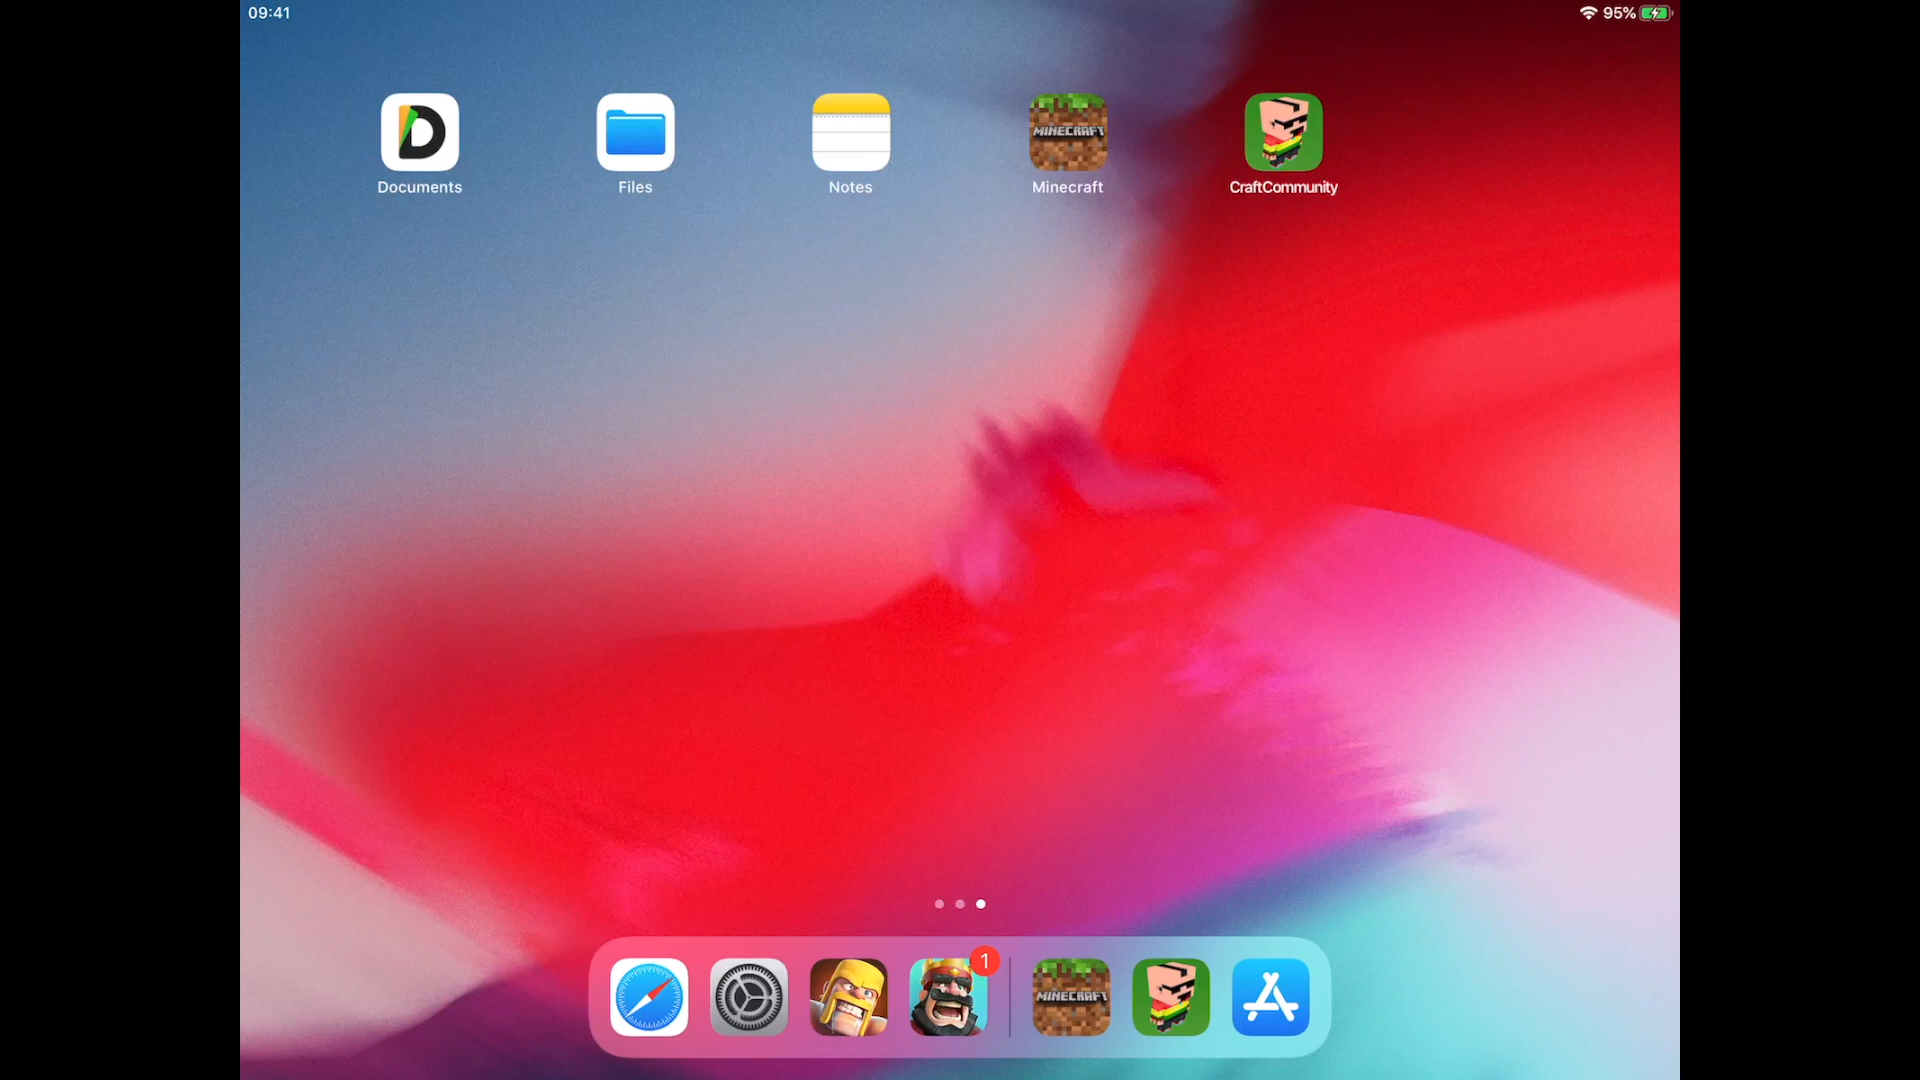 09:41
95%
MINECRAFT
Documents
Files
Notes
Minecraft
CraftCommunity
1
MINECRAFT